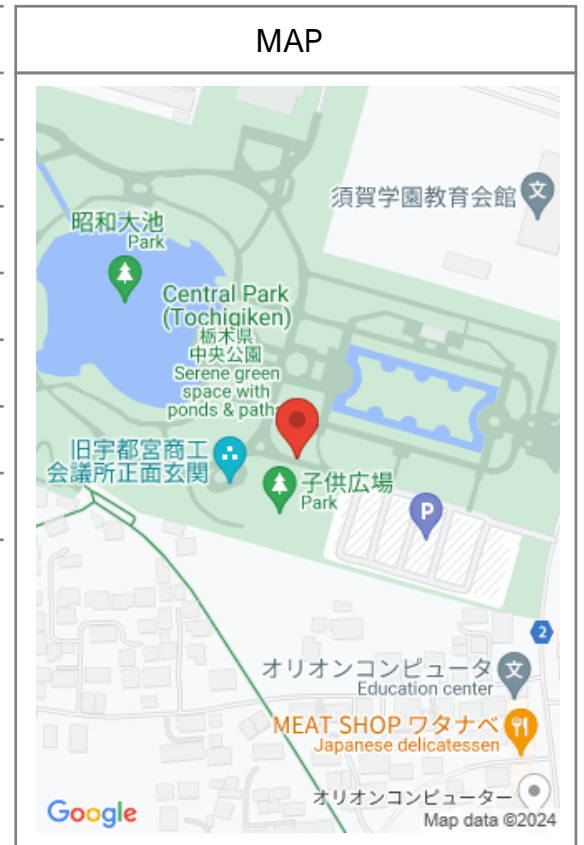 MAP
須賀学園教育会館
文
昭和大池
Park
Central Park
(Tochigiken)
栃木県
中央公園
Serene green
space with
ponds & paths
旧宇都宮商工
会議所正面玄関
子供広場
Park
P
2
オリオンコンピュータ
Education center
文
MEAT SHOP ワタナベ
Japanese delicatessen
オリオンコンピューター
Google
Map data ©2024